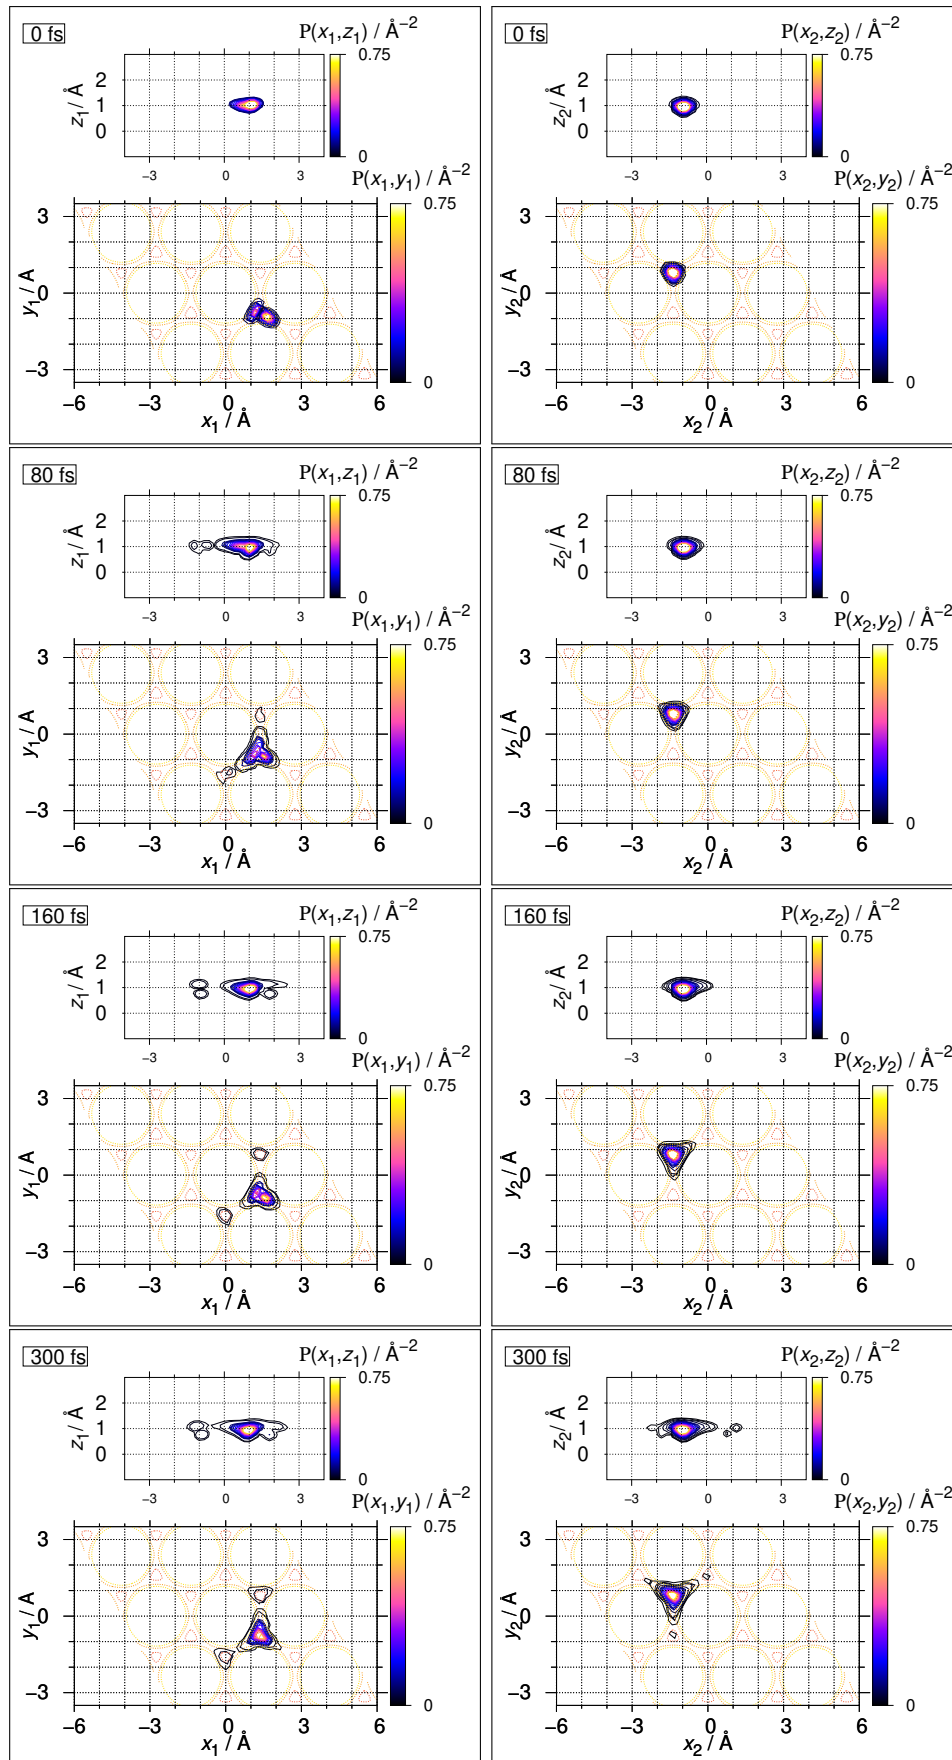 0 fs
P(x1,z1) / Å−2
0.75
0
z1/ Å
2
1
0
−3 0 3
P(x1,y1) / Å−2
0.75
0
y1/ Å
3
0
−3
−6 −3 0 3 6
x1 / Å
0 fs
P(x2,z2) / Å−2
0.75
0
z2/ Å
2
1
0
−3 0 3
P(x2,y2) / Å−2
0.75
0
y2/ Å
3
0
−3
−6 −3 0 3 6
x2 / Å
80 fs
P(x1,z1) / Å−2
0.75
0
z1/ Å
2
1
0
−3 0 3
P(x1,y1) / Å−2
0.75
0
y1/ Å
3
0
−3
−6 −3 0 3 6
x1 / Å
80 fs
P(x2,z2) / Å−2
0.75
0
z2/ Å
2
1
0
−3 0 3
P(x2,y2) / Å−2
0.75
0
y2/ Å
3
0
−3
−6 −3 0 3 6
x2 / Å
160 fs
P(x1,z1) / Å−2
0.75
0
z1/ Å
2
1
0
−3 0 3
P(x1,y1) / Å−2
0.75
0
y1/ Å
3
0
−3
−6 −3 0 3 6
x1 / Å
160 fs
P(x2,z2) / Å−2
0.75
0
z2/ Å
2
1
0
−3 0 3
P(x2,y2) / Å−2
0.75
0
y2/ Å
3
0
−3
−6 −3 0 3 6
x2 / Å
300 fs
P(x1,z1) / Å−2
0.75
0
z1/ Å
2
1
0
−3 0 3
P(x1,y1) / Å−2
0.75
0
y1/ Å
3
0
−3
−6 −3 0 3 6
x1 / Å
300 fs
P(x2,z2) / Å−2
0.75
0
z2/ Å
2
1
0
−3 0 3
P(x2,y2) / Å−2
0.75
0
y2/ Å
3
0
−3
−6 −3 0 3 6
x2 / Å